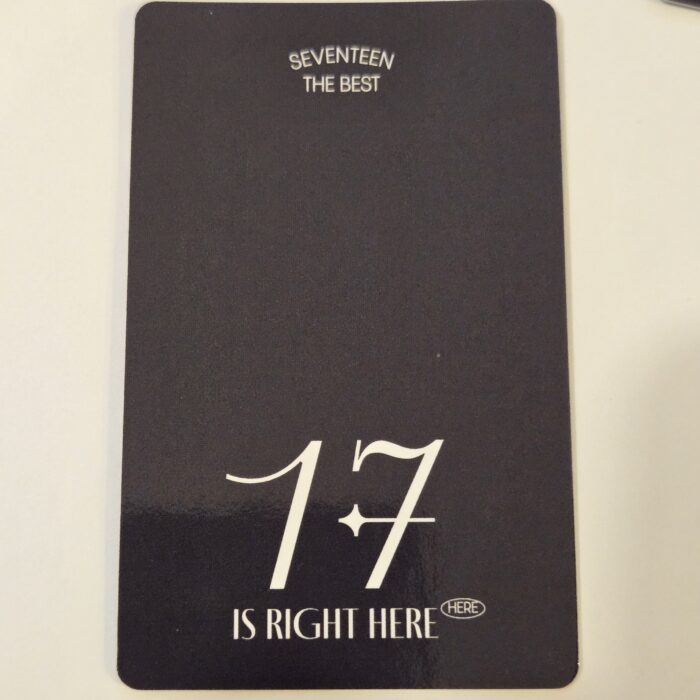 SEVENTEEN
THE BEST
17
IS RIGHT HERE HERE